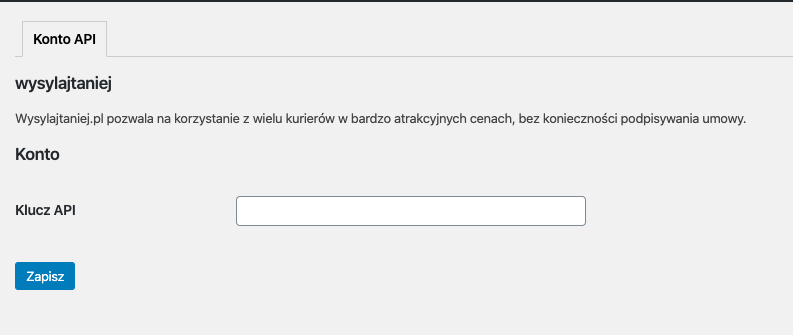 Konto API
wysylajtaniej
Wysylajtaniej.pl pozwala na korzystanie z wielu kurierów w bardzo atrakcyjnych cenach, bez konieczności podpisywania umowy.
Konto
Klucz API
Zapisz